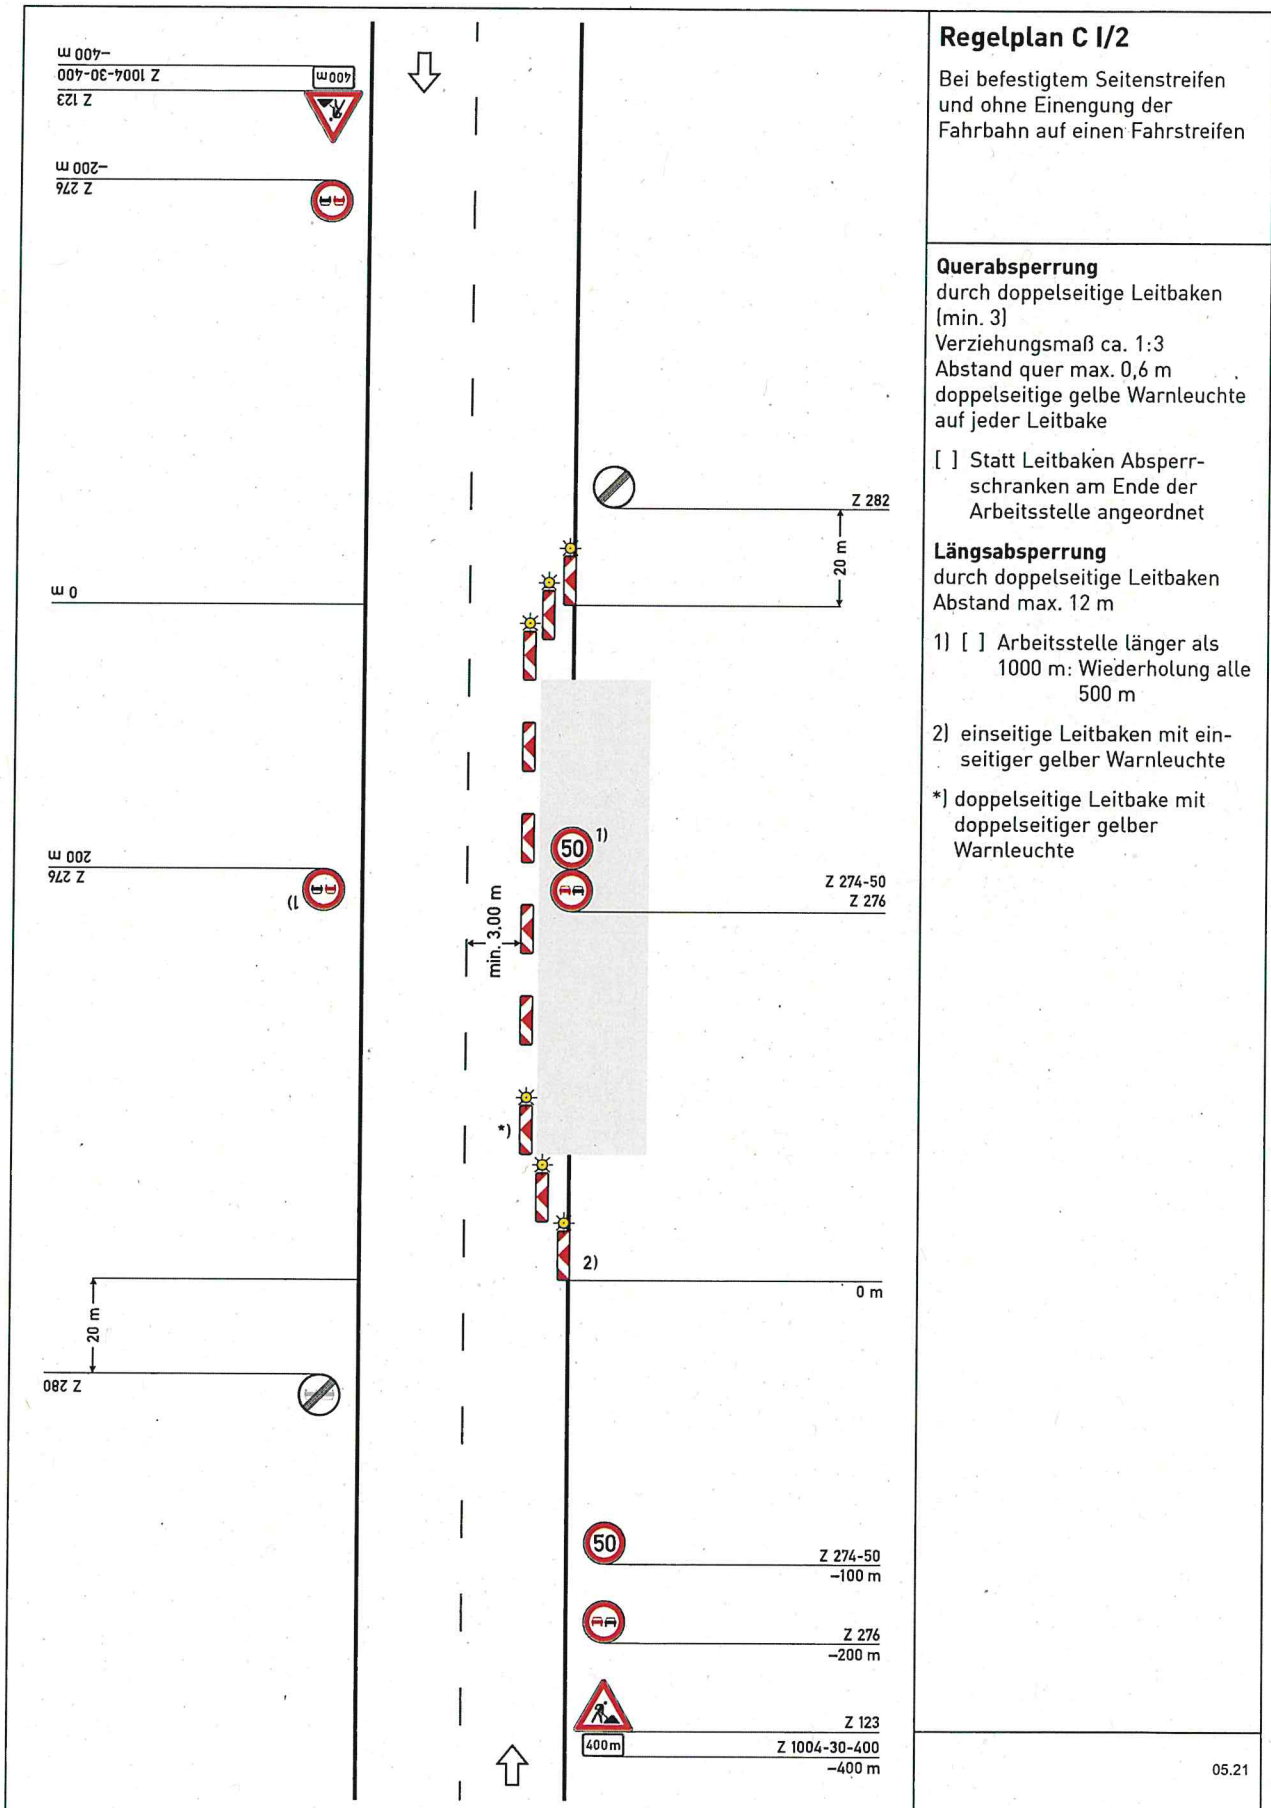 Regelplan C I/2
Bei befestigtem Seitenstreifen
und ohne Einengung der
Fahrbahn auf einen Fahrstreifen
Querabsperrung
durch doppelseitige Leitbaken
(min. 3)
Verziehungsmaß ca. 1:3
Abstand quer max. 0,6 m
doppelseitige gelbe Warnleuchte
auf jeder Leitbake
[ ] Statt Leitbaken Absperr-
schranken am Ende der
Arbeitsstelle angeordnet
Längsabsperrung
durch doppelseitige Leitbaken
Abstand max. 12 m
1) [ ] Arbeitsstelle länger als
1000 m: Wiederholung alle
500 m
2) einseitige Leitbaken mit ein-
seitiger gelber Warnleuchte
*) doppelseitige Leitbake mit
doppelseitiger gelber
Warnleuchte
05.21
–400 m
Z 1004-30-400
400 m
Z 123
–200 m
Z 276
Z 282
20 m
0 m
200 m
Z 276
1)
50
1)
Z 274-50
Z 276
min. 3,00 m
*)
2)
0 m
20 m
Z 280
50
Z 274-50
–100 m
Z 276
–200 m
Z 123
400 m
Z 1004-30-400
–400 m